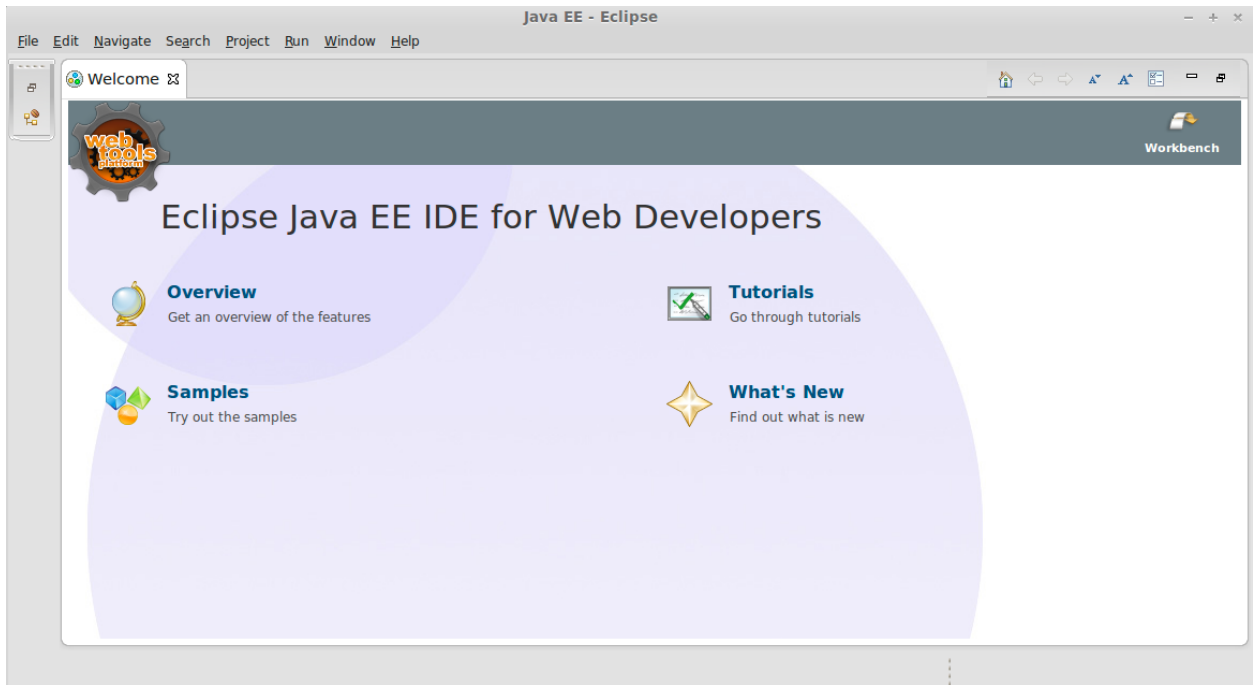 Java EE - Eclipse
File Edit Navigate Search Project Run Window Help
Welcome
web
tools
platform
Workbench
Eclipse Java EE IDE for Web Developers
Overview
Get an overview of the features
Tutorials
Go through tutorials
Samples
Try out the samples
What's New
Find out what is new